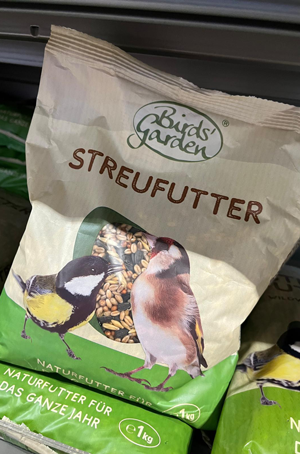 Birds'
Garden®
STREUFUTTER
NATURFUTTER FÜR
1kg
NATURFUTTER FÜR
DAS GANZE JAHR
℮ 1kg